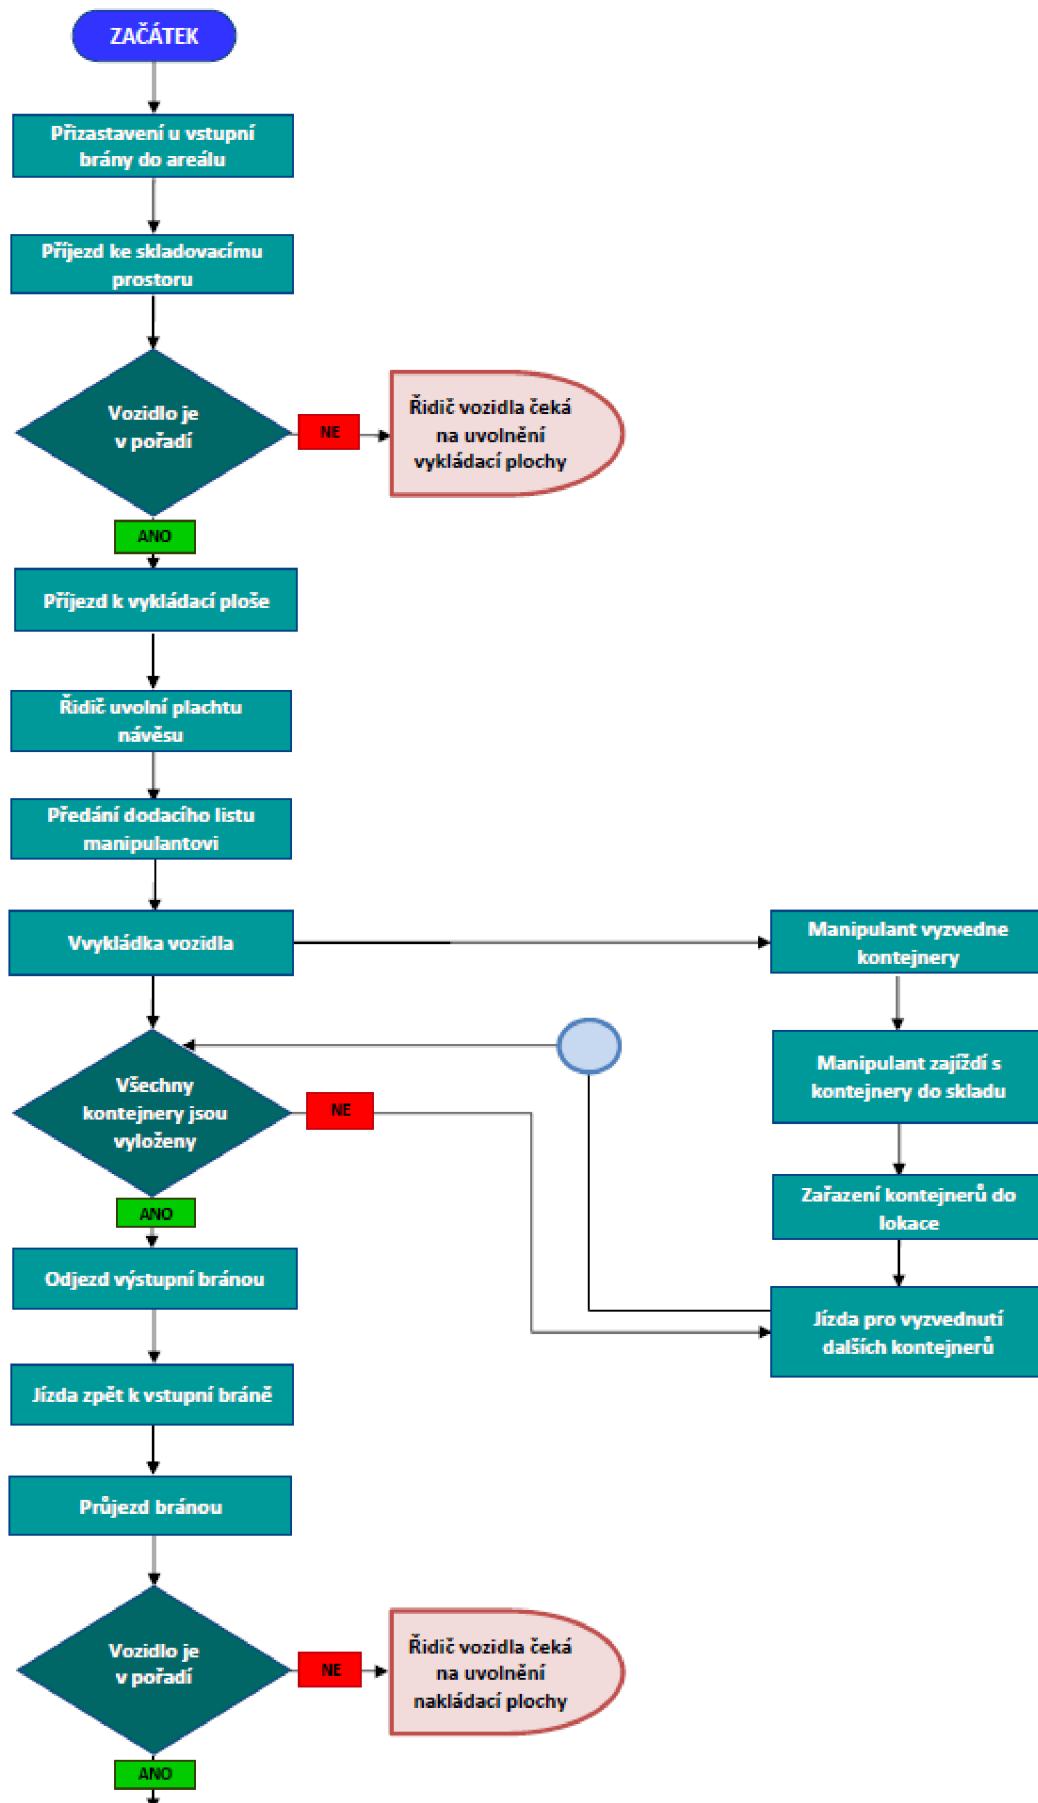 ZAČÁTEK
Přizastavení u vstupní
brány do areálu
Příjezd ke skladovacímu
prostoru
Vozidlo je
v pořadí
NE
Řidič vozidla čeká
na uvolnění
vykládací plochy
ANO
Příjezd k vykládací ploše
Řidič uvolní plachtu
návěsu
Předání dodacího listu
manipulantovi
Vvykládka vozidla
Manipulant vyzvedne
kontejnery
Manipulant zajíždí s
kontejnery do skladu
Všechny
kontejnery jsou
vyloženy
NE
Zařazení kontejnerů do
lokace
ANO
Odjezd výstupní bránou
Jízda pro vyzvednutí
dalších kontejnerů
Jízda zpět k vstupní bráně
Průjezd bránou
Vozidlo je
v pořadí
NE
Řidič vozidla čeká
na uvolnění
nakládací plochy
ANO